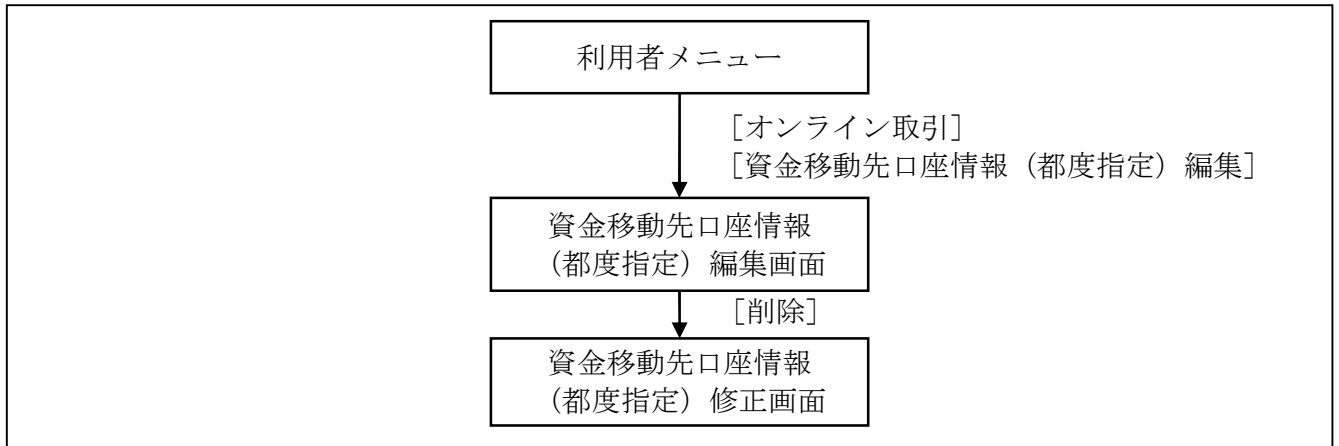 利用者メニュー
［オンライン取引］
［資金移動先口座情報（都度指定）編集］
資金移動先口座情報
（都度指定）編集画面
［削除］
資金移動先口座情報
（都度指定）修正画面